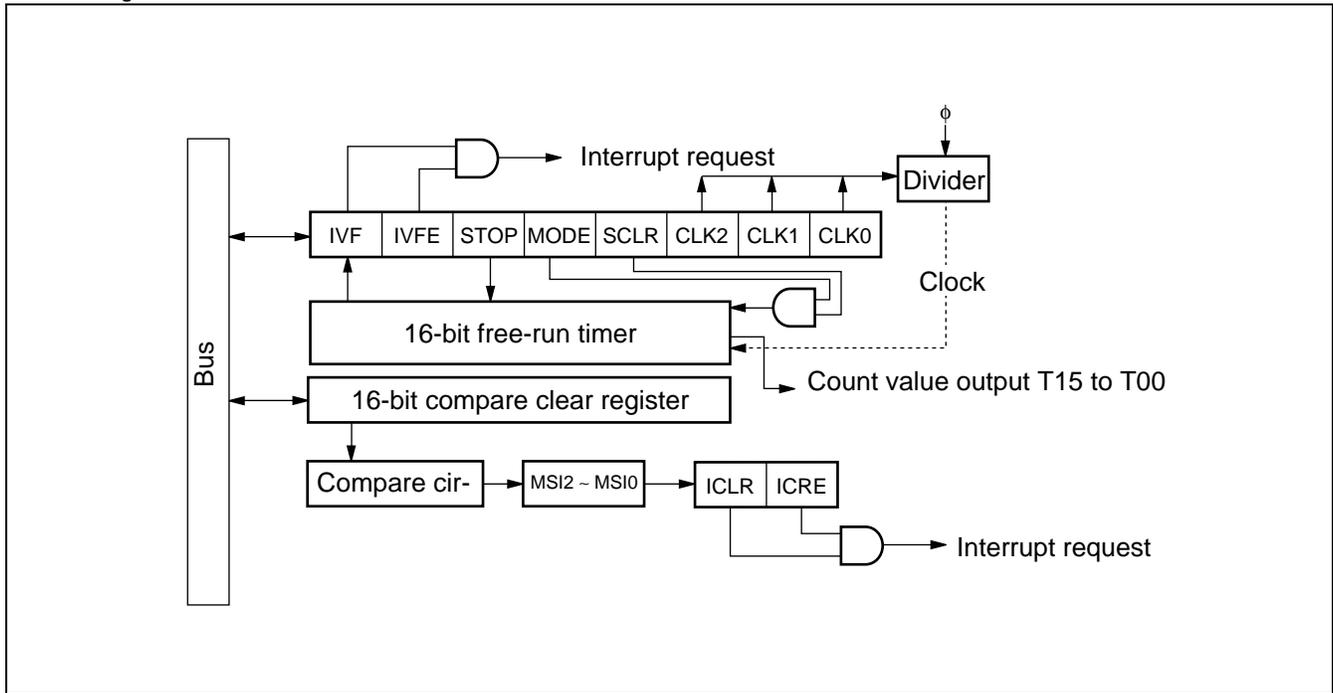 ϕ
Interrupt request
Divider
IVF IVFE STOP MODE SCLR CLK2 CLK1 CLK0
Clock
16-bit free-run timer
Bus
Count value output T15 to T00
16-bit compare clear register
Compare cir-
MSI2 ~ MSI0
ICLR ICRE
Interrupt request